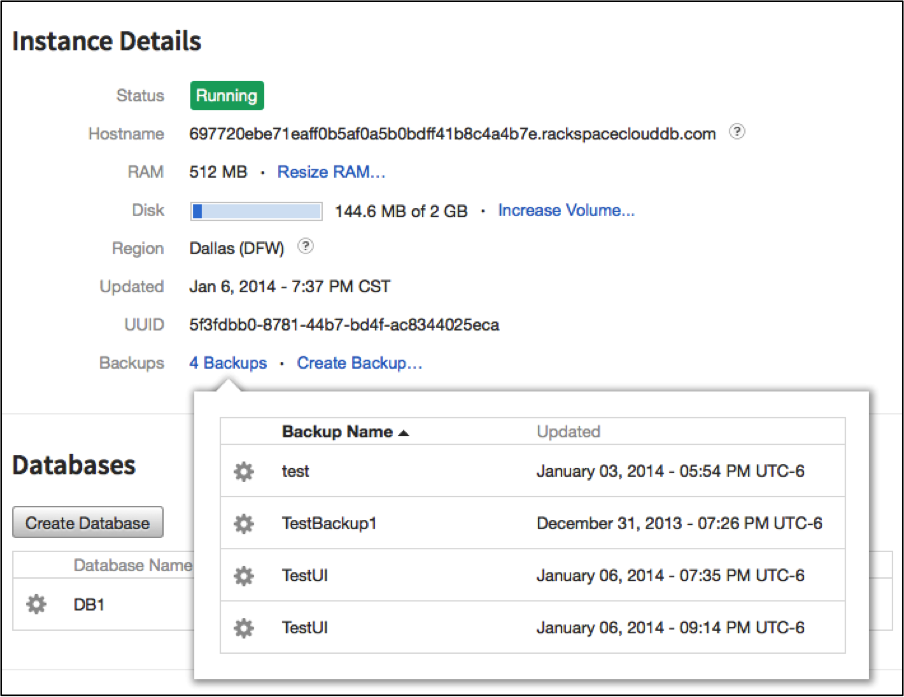 Instance Details
Status Running
Hostname 697720ebe71eaff0b5af0a5b0bdff41b8c4a4b7e.rackspaceclouddb.com ?
RAM 512 MB · Resize RAM...
Disk 144.6 MB of 2 GB · Increase Volume...
Region Dallas (DFW) ?
Updated Jan 6, 2014 - 7:37 PM CST
UUID 5f3fdbb0-8781-44b7-bd4f-ac8344025eca
Backups 4 Backups · Create Backup...
Backup Name Updated
test January 03, 2014 - 05:54 PM UTC-6
TestBackup1 December 31, 2013 - 07:26 PM UTC-6
TestUI January 06, 2014 - 07:35 PM UTC-6
TestUI January 06, 2014 - 09:14 PM UTC-6
Databases
Create Database
Database Name
DB1